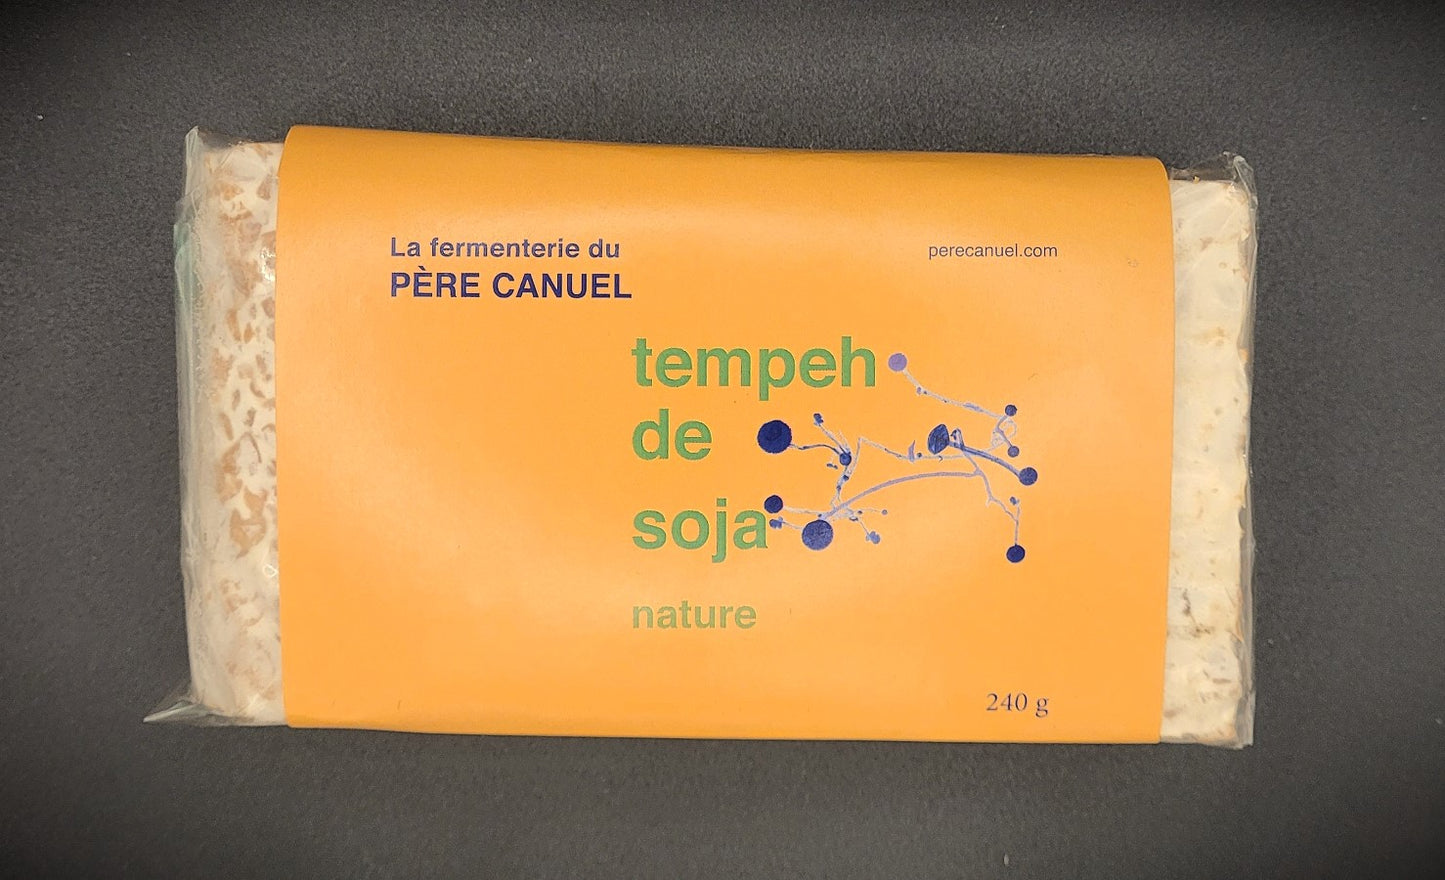 La fermenterie du
PÈRE CANUEL
perecanuel.com
tempeh
de
soja
nature
240 g